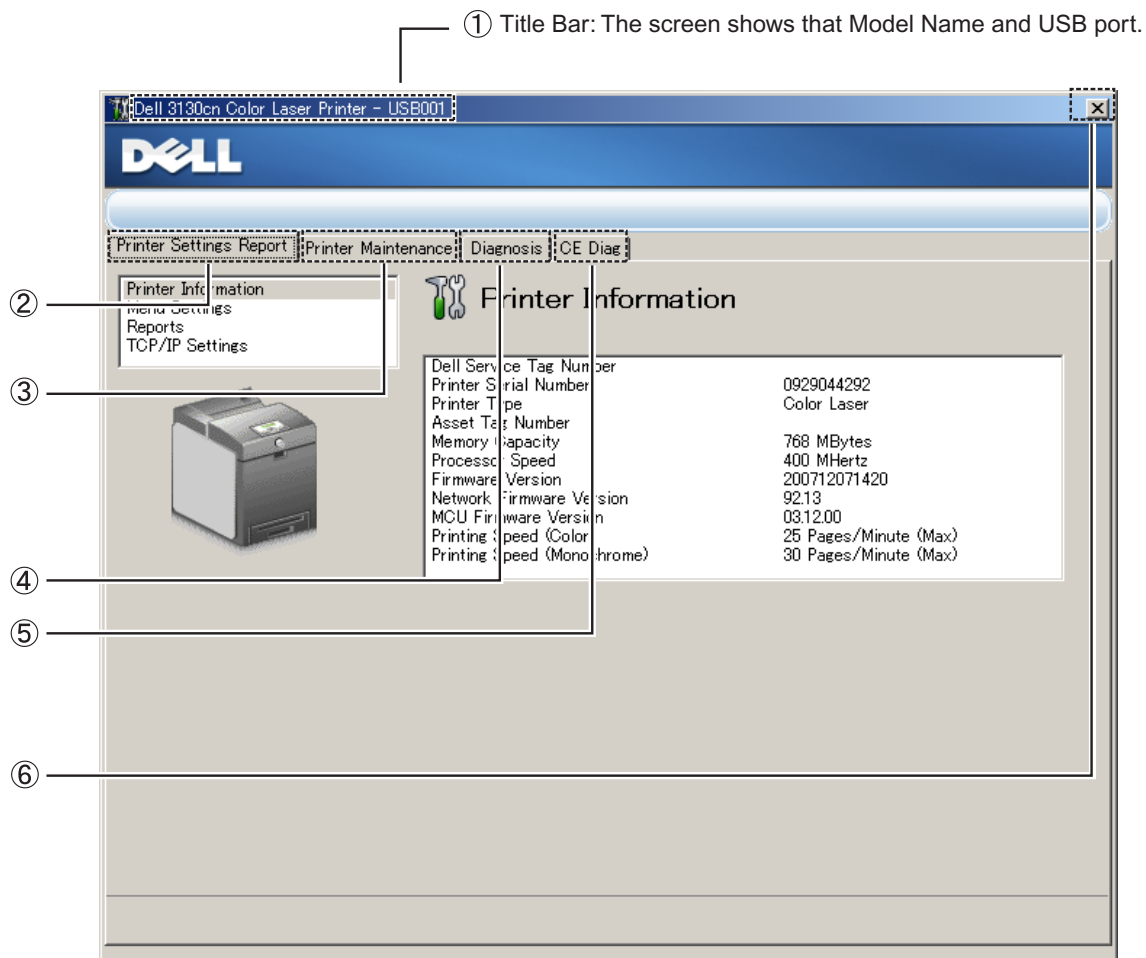 ① Title Bar: The screen shows that Model Name and USB port.
Dell 3130cn Color Laser Printer - USB001
DELL
Printer Settings Report Printer Maintenance Diagnosis CE Diag
②
Printer Information
Menu Settings
Reports
TCP/IP Settings
Printer Information
③
Dell Service Tag Number
Printer Serial Number 0929044292
Printer Type Color Laser
Asset Tag Number
Memory Capacity 768 MBytes
Processor Speed 400 MHertz
Firmware Version 200712071420
Network Firmware Version 92.13
MCU Firmware Version 03.12.00
Printing Speed (Color) 25 Pages/Minute (Max)
Printing Speed (Monochrome) 30 Pages/Minute (Max)
④
⑤
⑥